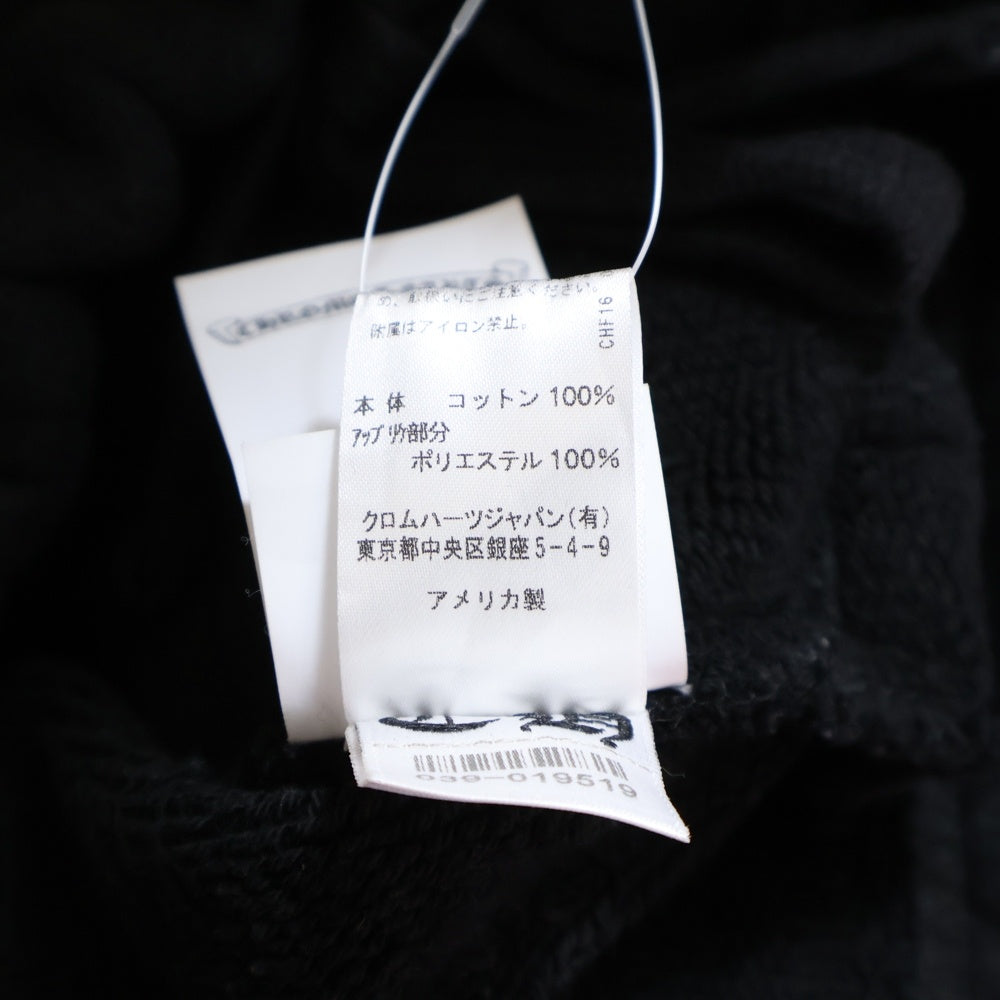 め、取扱いにご注意ください。
除属はアイロン禁止。
CHF16
本体 コットン 100%
アップリケ部分
ポリエステル 100%
クロムハーツジャパン(有)
東京都中央区銀座5-4-9
アメリカ製
039-019519